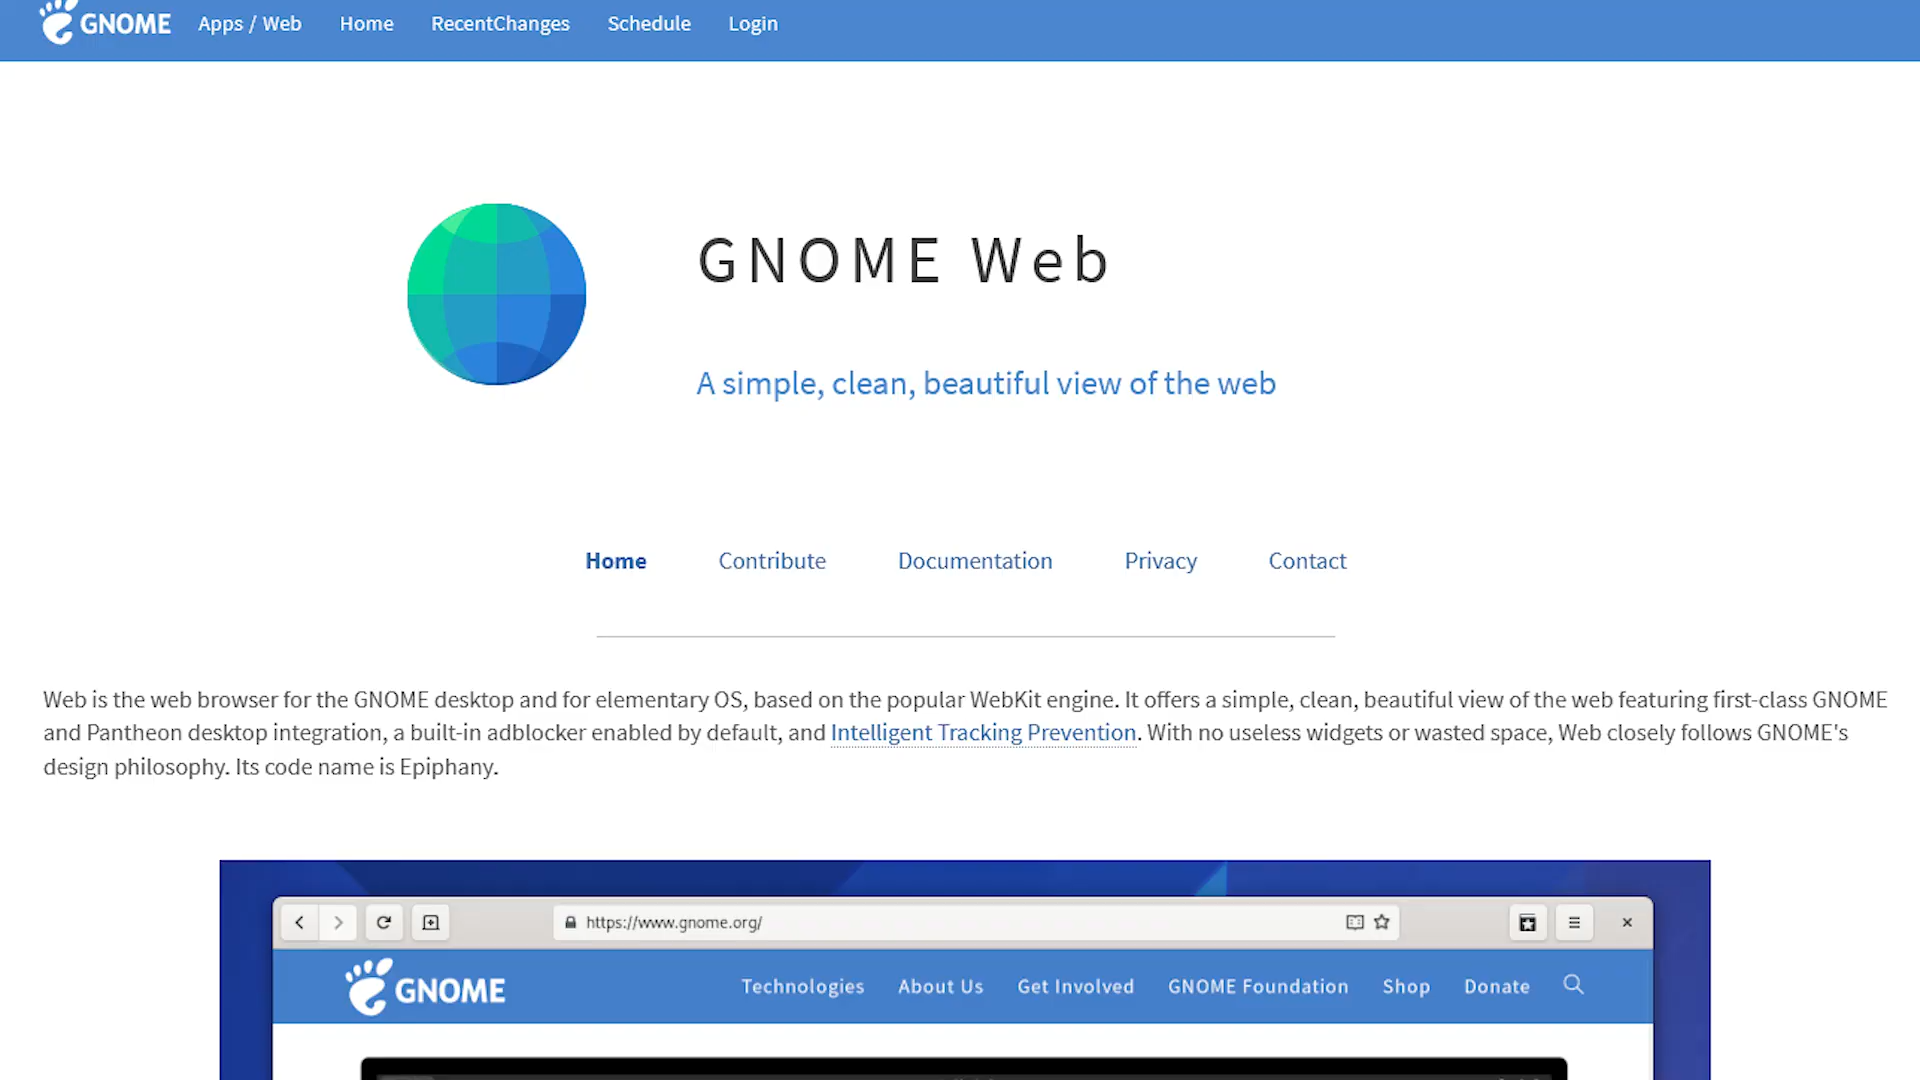 GNOME Apps / Web Home RecentChanges Schedule Login
GNOME Web
A simple, clean, beautiful view of the web
Home Contribute Documentation Privacy Contact
Web is the web browser for the GNOME desktop and for elementary OS, based on the popular WebKit engine. It offers a simple, clean, beautiful view of the web featuring first-class GNOME
and Pantheon desktop integration, a built-in adblocker enabled by default, and Intelligent Tracking Prevention. With no useless widgets or wasted space, Web closely follows GNOME's
design philosophy. Its code name is Epiphany.
https://www.gnome.org/
GNOME Technologies About Us Get Involved GNOME Foundation Shop Donate